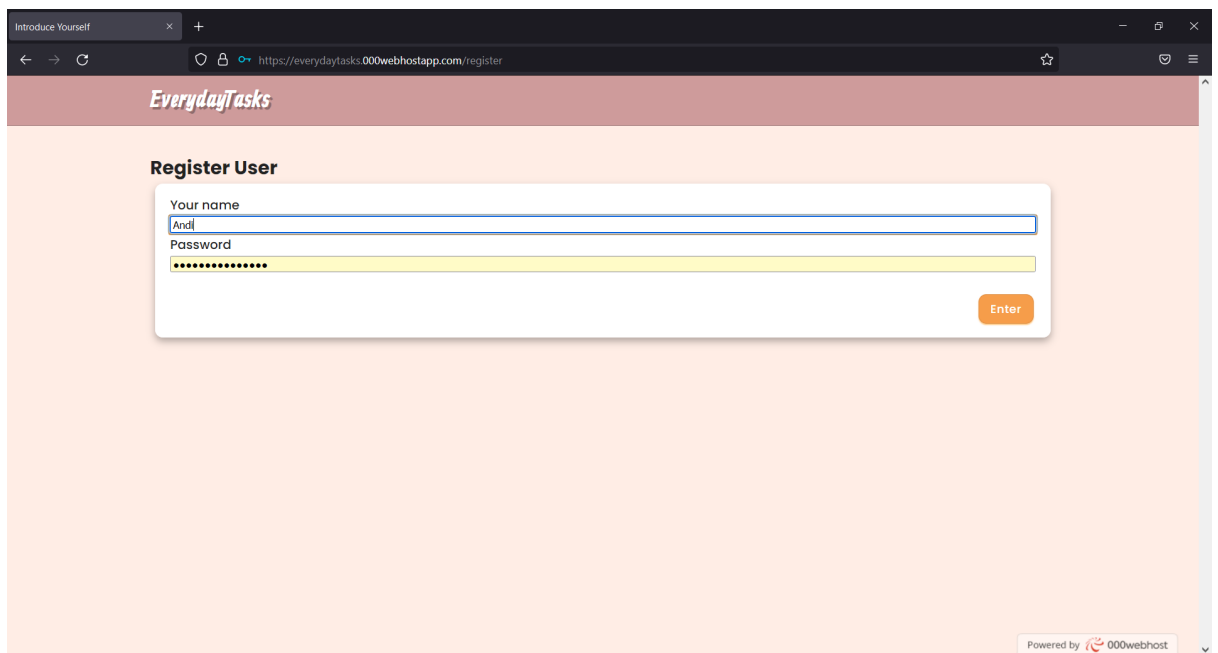 Introduce Yourself
https://everydaytasks.000webhostapp.com/register
EverydayTasks
Register User
Your name
Andi
Password
•••••••••••••••
Enter
Powered by 000webhost